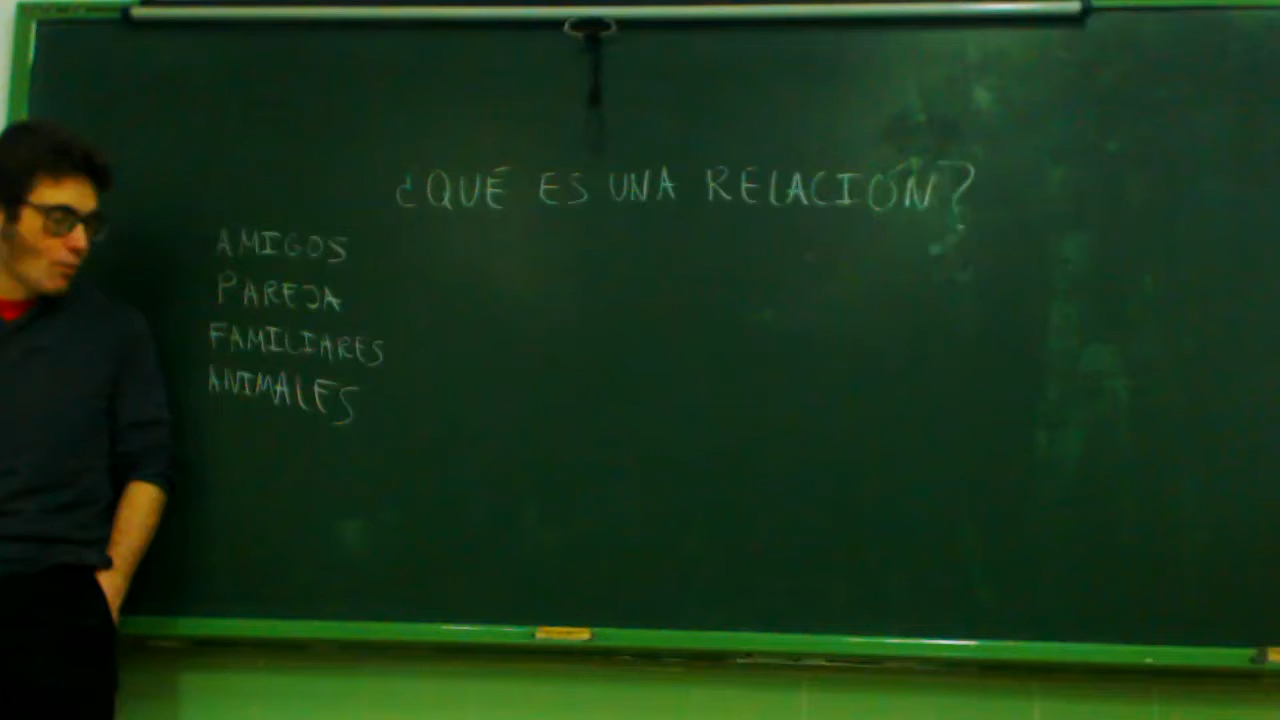 ¿QUÉ ES UNA RELACIÓN?
AMIGOS
PAREJA
FAMILIARES
ANIMALES